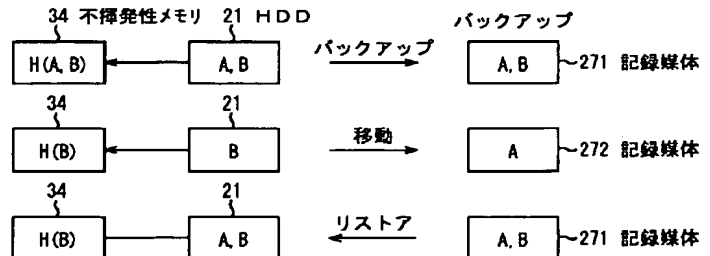 34 不揮発性メモリ 21 HDD
バックアップ
バックアップ
H(A, B) A, B A, B 271 記録媒体
34 21
移動
H(B) B A 272 記録媒体
34 21
リストア
H(B) A, B A, B 271 記録媒体